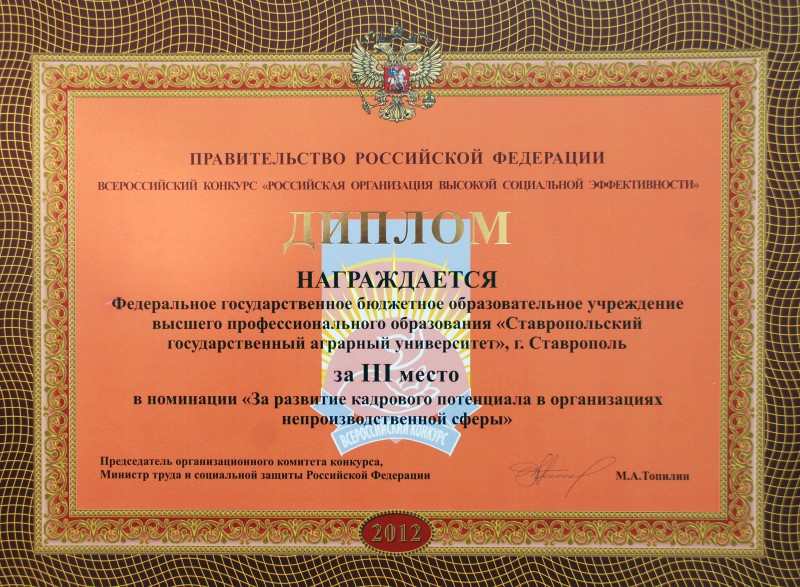 ПРАВИТЕЛЬСТВО РОССИЙСКОЙ ФЕДЕРАЦИИ
ВСЕРОССИЙСКИЙ КОНКУРС «РОССИЙСКАЯ ОРГАНИЗАЦИЯ ВЫСОКОЙ СОЦИАЛЬНОЙ ЭФФЕКТИВНОСТИ»
ДИПЛОМ
НАГРАЖДАЕТСЯ
Федеральное государственное бюджетное образовательное учреждение
высшего профессионального образования «Ставропольский
государственный аграрный университет», г. Ставрополь
за III место
в номинации «За развитие кадрового потенциала в организациях
непроизводственной сферы»
ВСЕРОССИЙСКИЙ КОНКУРС
Председатель организационного комитета конкурса,
Министр труда и социальной защиты Российской Федерации
М.А.Топилин
2012